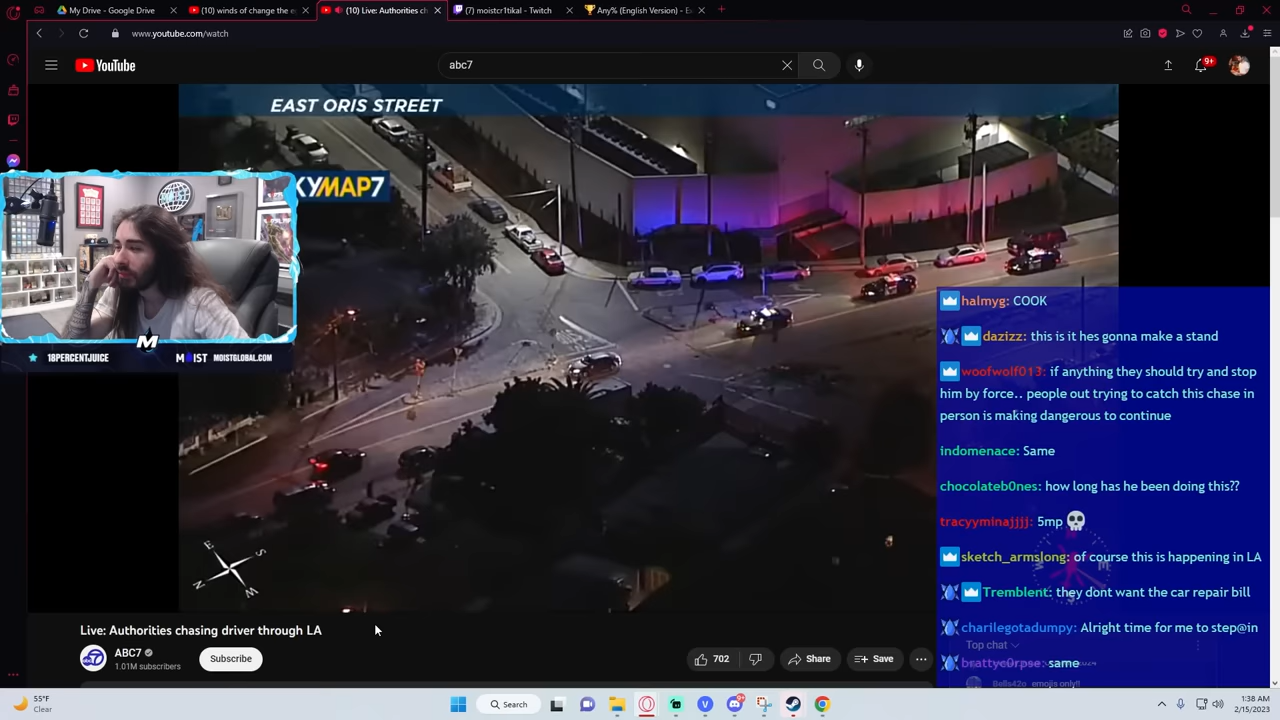 My Drive - Google Drive
(10) winds of change the e
(10) Live: Authorities c
moistcr1tikal - Twitch
Any% (English Version) - E
www.youtube.com/watch
YouTube
abc7
9+
EAST ORIS STREET
KYMAP7
18PERCENTJUICE
M
MOIST
MOISTGLOBAL.COM
halmyg: COOK
dazizz: this is it hes gonna make a stand
woofwolf013: if anything they should try and stop
him by force.. people out trying to catch this chase in
person is making dangerous to continue
indomenace: Same
chocolateb0nes: how long has he been doing this??
tracyyminajjjj: 5mp
sketch_armslong: of course this is happening in LA
Tremblent: they dont want the car repair bill
charilegotadumpy: Alright time for me to step@in
Top chat
same
Bells42o emojis only!!
E
S
N
W
Live: Authorities chasing driver through LA
ABC7
1.01M subscribers
Subscribe
702
Share
Save
55°F
Clear
Search
1:38 AM
2/15/2023